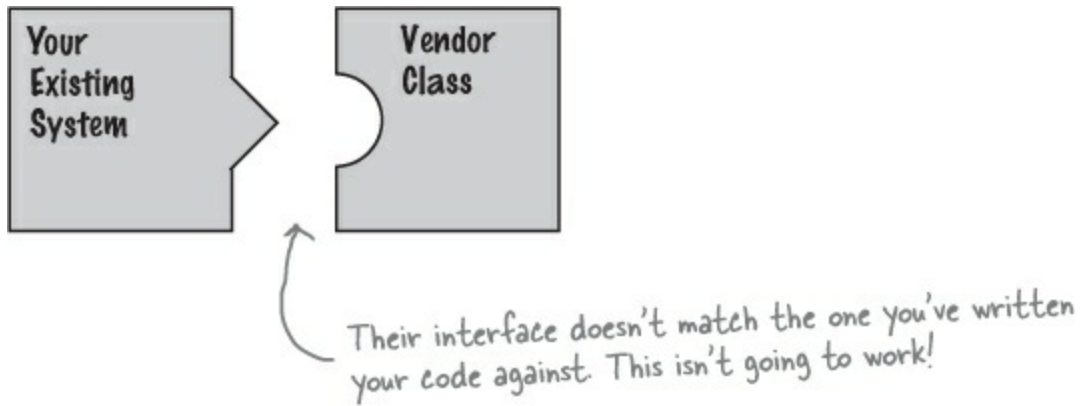 Your
Existing
System
Vendor
Class
Their interface doesn't match the one you've written
your code against. This isn't going to work!